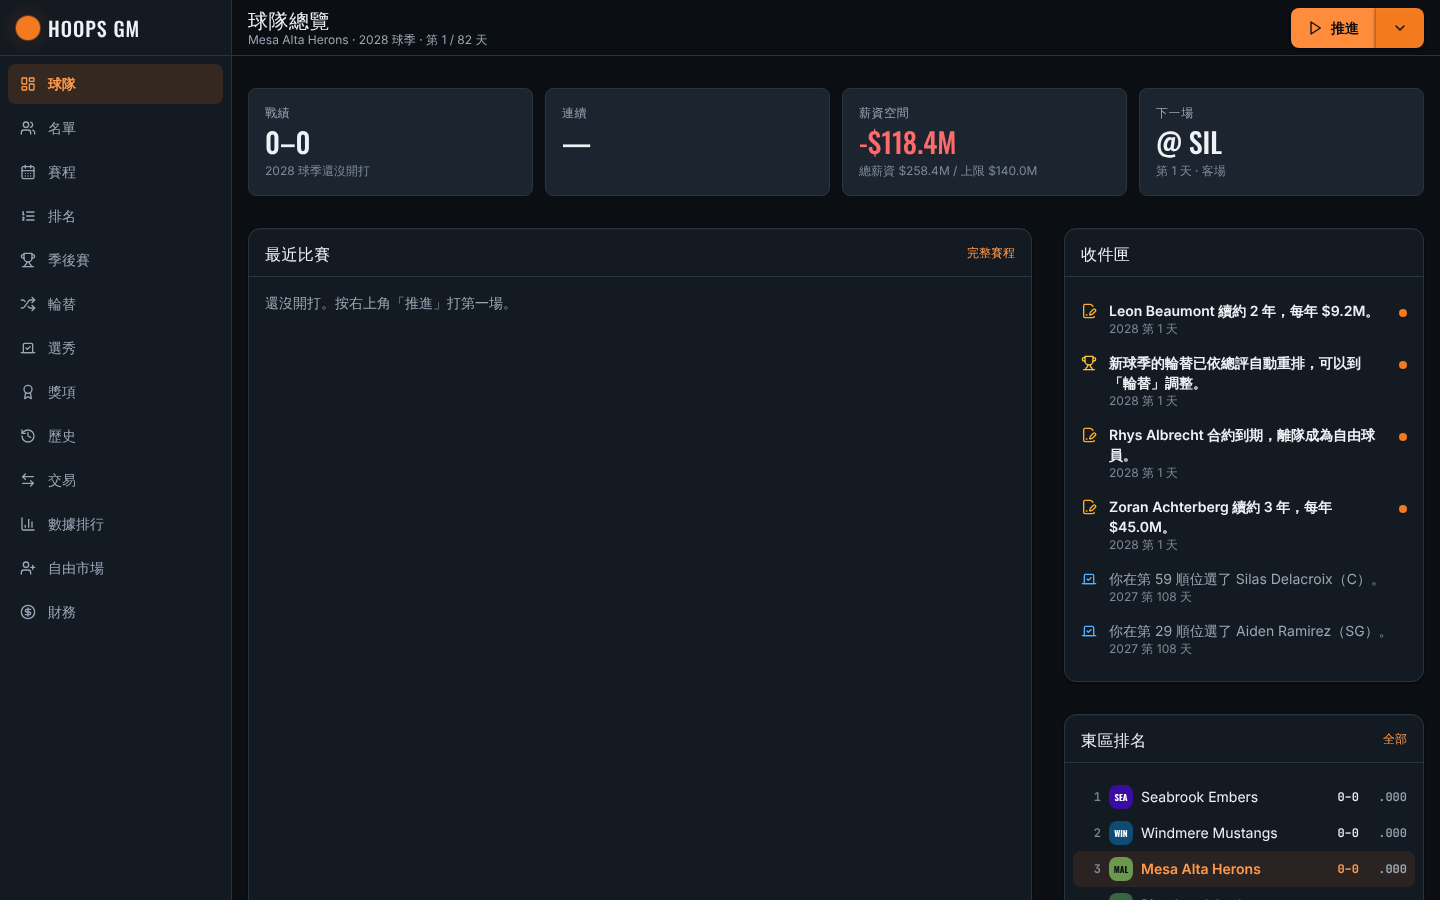 HOOPS GM
球隊
名單
賽程
排名
季後賽
輪替
選秀
獎項
歷史
交易
數據排行
自由市場
財務
球隊總覽
Mesa Alta Herons · 2028 球季 · 第 1 / 82 天
推進
戰績
0–0
2028 球季還沒開打
連續
—
薪資空間
-$118.4M
總薪資 $258.4M / 上限 $140.0M
下一場
@ SIL
第 1 天 · 客場
最近比賽
完整賽程
還沒開打。按右上角「推進」打第一場。
收件匣
Leon Beaumont 續約 2 年，每年 $9.2M。
2028 第 1 天
新球季的輪替已依總評自動重排，可以到
「輪替」調整。
2028 第 1 天
Rhys Albrecht 合約到期，離隊成為自由球
員。
2028 第 1 天
Zoran Achterberg 續約 3 年，每年
$45.0M。
2028 第 1 天
你在第 59 順位選了 Silas Delacroix（C）。
2027 第 108 天
你在第 29 順位選了 Aiden Ramirez（SG）。
2027 第 108 天
東區排名
全部
1 SEA Seabrook Embers 0–0 .000
2 WIN Windmere Mustangs 0–0 .000
3 MAL Mesa Alta Herons 0–0 .000